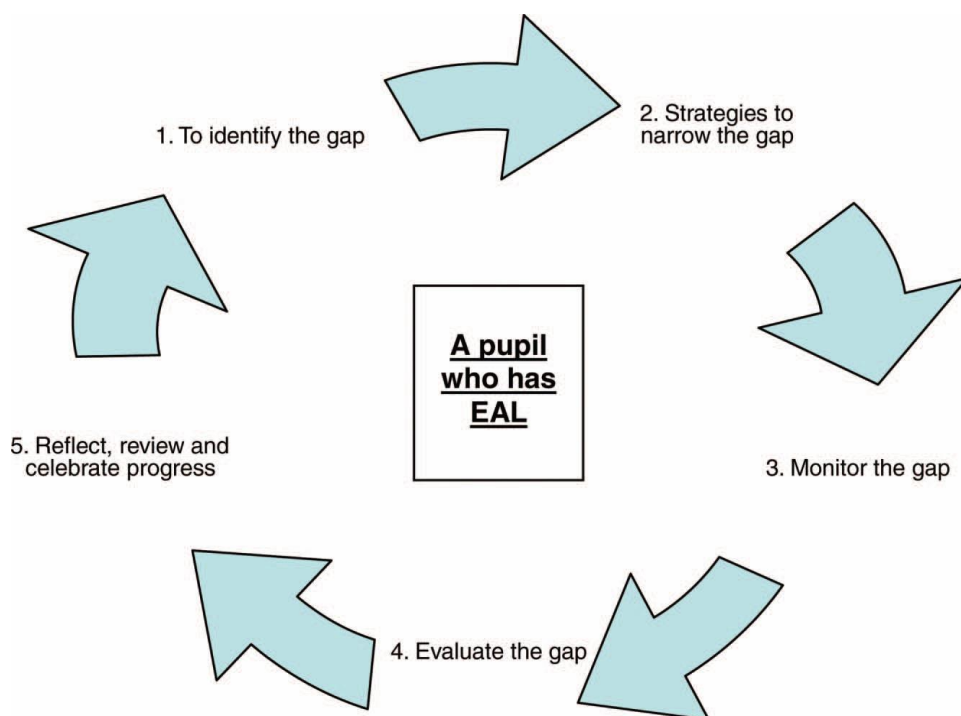 1. To identify the gap
2. Strategies to
narrow the gap
3. Monitor the gap
4. Evaluate the gap
5. Reflect, review and
celebrate progress
A pupil
who has
EAL